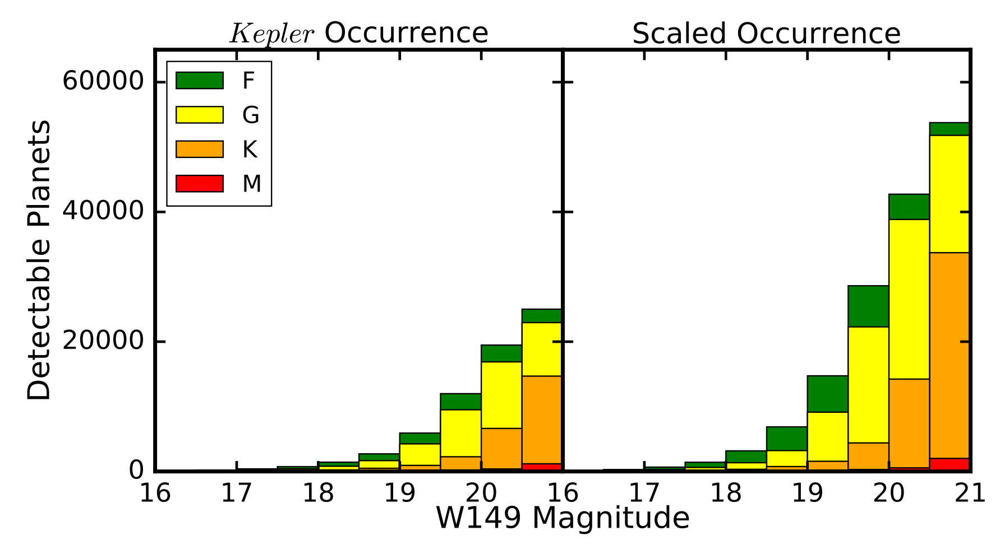 Kepler Occurrence
Scaled Occurrence
F
G
K
M
60000
40000
20000
0
Detectable Planets
16 17 18 19 20 16 17 18 19 20 21
W149 Magnitude